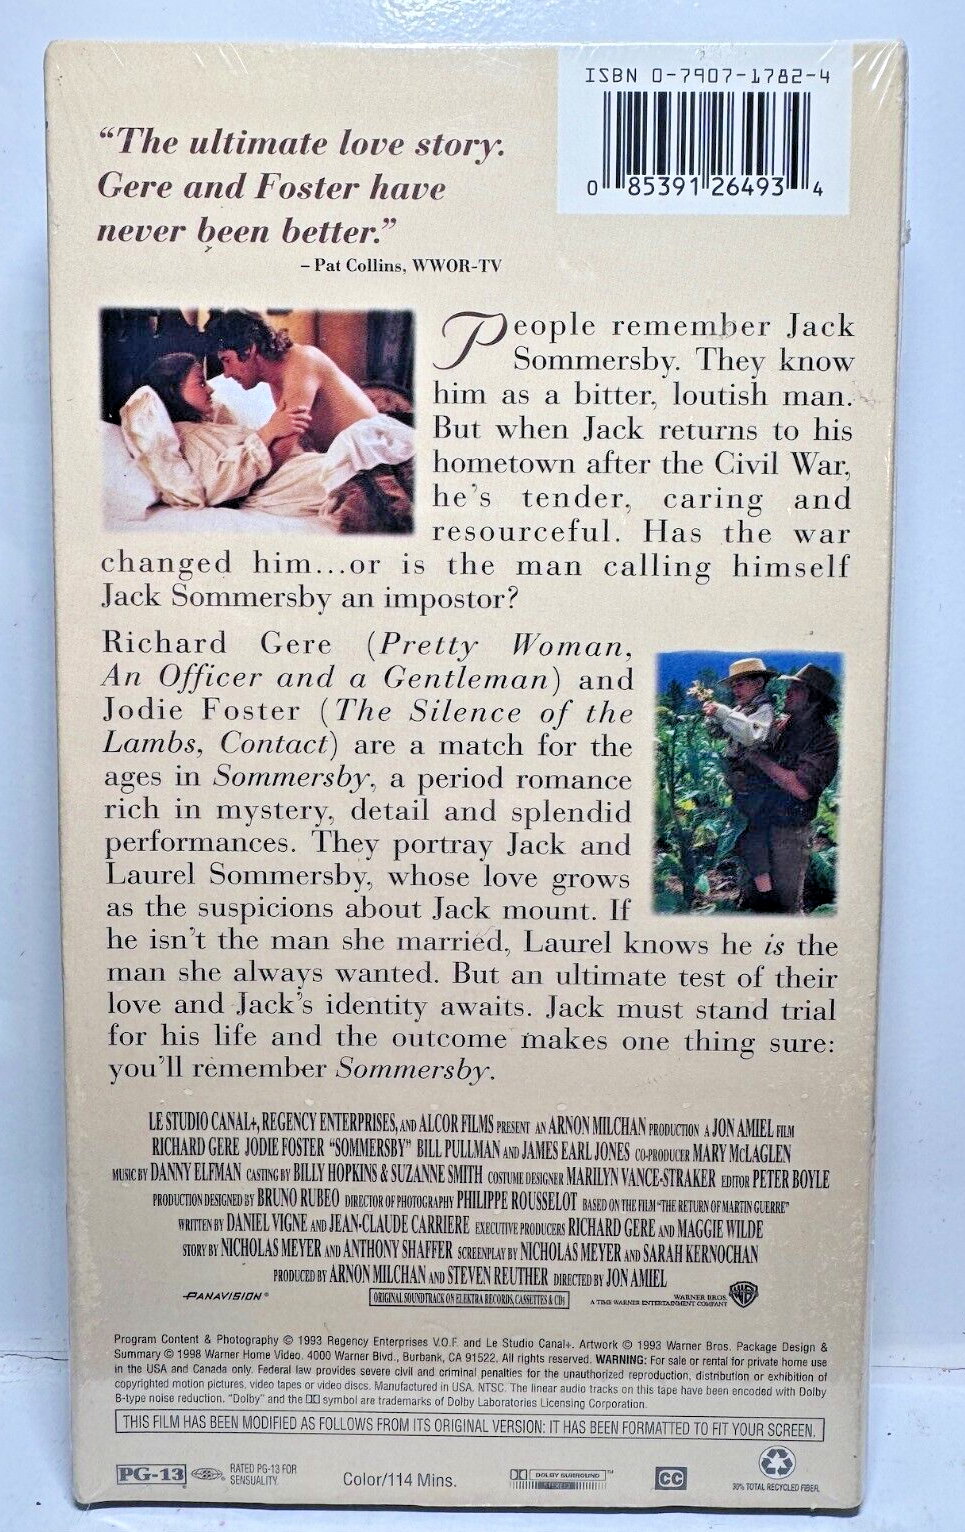 ISBN 0-7907-1782-4
0 85391 26493 4
“The ultimate love story.
Gere and Foster have
never been better.”
– Pat Collins, WWOR-TV
People remember Jack
Sommersby. They know
him as a bitter, loutish man.
But when Jack returns to his
hometown after the Civil War,
he's tender, caring and
resourceful. Has the war
changed him...or is the man calling himself
Jack Sommersby an impostor?
Richard Gere (Pretty Woman,
An Officer and a Gentleman) and
Jodie Foster (The Silence of the
Lambs, Contact) are a match for the
ages in Sommersby, a period romance
rich in mystery, detail and splendid
performances. They portray Jack and
Laurel Sommersby, whose love grows
as the suspicions about Jack mount. If
he isn't the man she married, Laurel knows he is the
man she always wanted. But an ultimate test of their
love and Jack's identity awaits. Jack must stand trial
for his life and the outcome makes one thing sure:
you'll remember Sommersby.
LE STUDIO CANAL+, REGENCY ENTERPRISES, AND ALCOR FILMS PRESENT AN ARNON MILCHAN PRODUCTION A JON AMIEL FILM
RICHARD GERE JODIE FOSTER “SOMMERSBY” BILL PULLMAN AND JAMES EARL JONES CO-PRODUCER MARY McLAGLEN
MUSIC BY DANNY ELFMAN CASTING BY BILLY HOPKINS & SUZANNE SMITH COSTUME DESIGNER MARILYN VANCE-STRAKER EDITOR PETER BOYLE
PRODUCTION DESIGNED BY BRUNO RUBEO DIRECTOR OF PHOTOGRAPHY PHILIPPE ROUSSELOT BASED ON THE FILM “THE RETURN OF MARTIN GUERRE”
WRITTEN BY DANIEL VIGNE AND JEAN-CLAUDE CARRIERE EXECUTIVE PRODUCERS RICHARD GERE AND MAGGIE WILDE
STORY BY NICHOLAS MEYER AND ANTHONY SHAFFER SCREENPLAY BY NICHOLAS MEYER AND SARAH KERNOCHAN
PRODUCED BY ARNON MILCHAN AND STEVEN REUTHER DIRECTED BY JON AMIEL
PANAVISION® ORIGINAL SOUNDTRACK ON ELEKTRA RECORDS, CASSETTES & CDs WARNER BROS.
A TIME WARNER ENTERTAINMENT COMPANY
Program Content & Photography © 1993 Regency Enterprises V.O.F. and Le Studio Canal+. Artwork © 1993 Warner Bros. Package Design &
Summary © 1998 Warner Home Video. 4000 Warner Blvd., Burbank, CA 91522. All rights reserved. WARNING: For sale or rental for private home use
in the USA and Canada only. Federal law provides severe civil and criminal penalties for the unauthorized reproduction, distribution or exhibition of
copyrighted motion pictures, video tapes or video discs. Manufactured in USA. NTSC. The linear audio tracks on this tape have been encoded with Dolby
B-type noise reduction. “Dolby” and the DD symbol are trademarks of Dolby Laboratories Licensing Corporation.
THIS FILM HAS BEEN MODIFIED AS FOLLOWS FROM ITS ORIGINAL VERSION: IT HAS BEEN FORMATTED TO FIT YOUR SCREEN.
PG-13 RATED PG-13 FOR
SENSUALITY.
Color/114 Mins.
DOLBY SURROUND™
STEREO
CC
30% TOTAL RECYCLED FIBER.